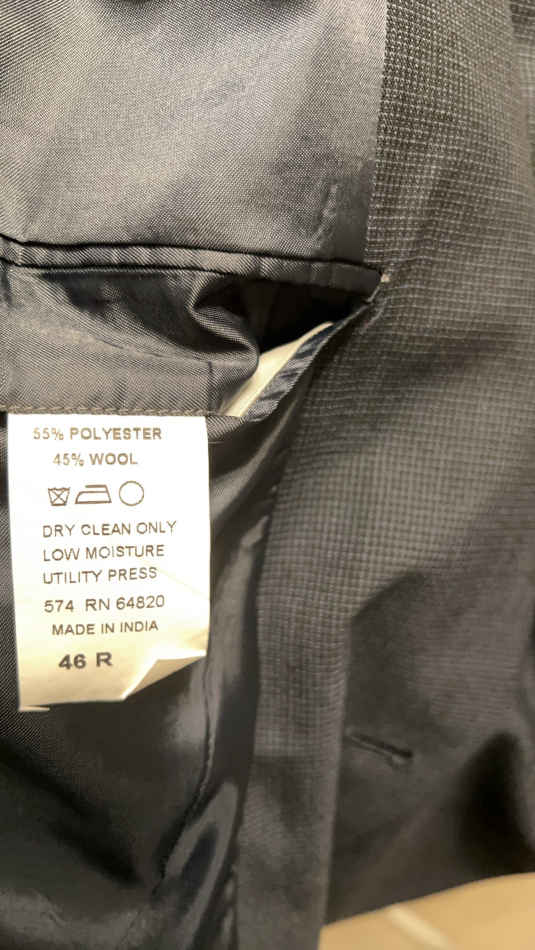 55% POLYESTER
45% WOOL
DRY CLEAN ONLY
LOW MOISTURE
UTILITY PRESS
574 RN 64820
MADE IN INDIA
46 R